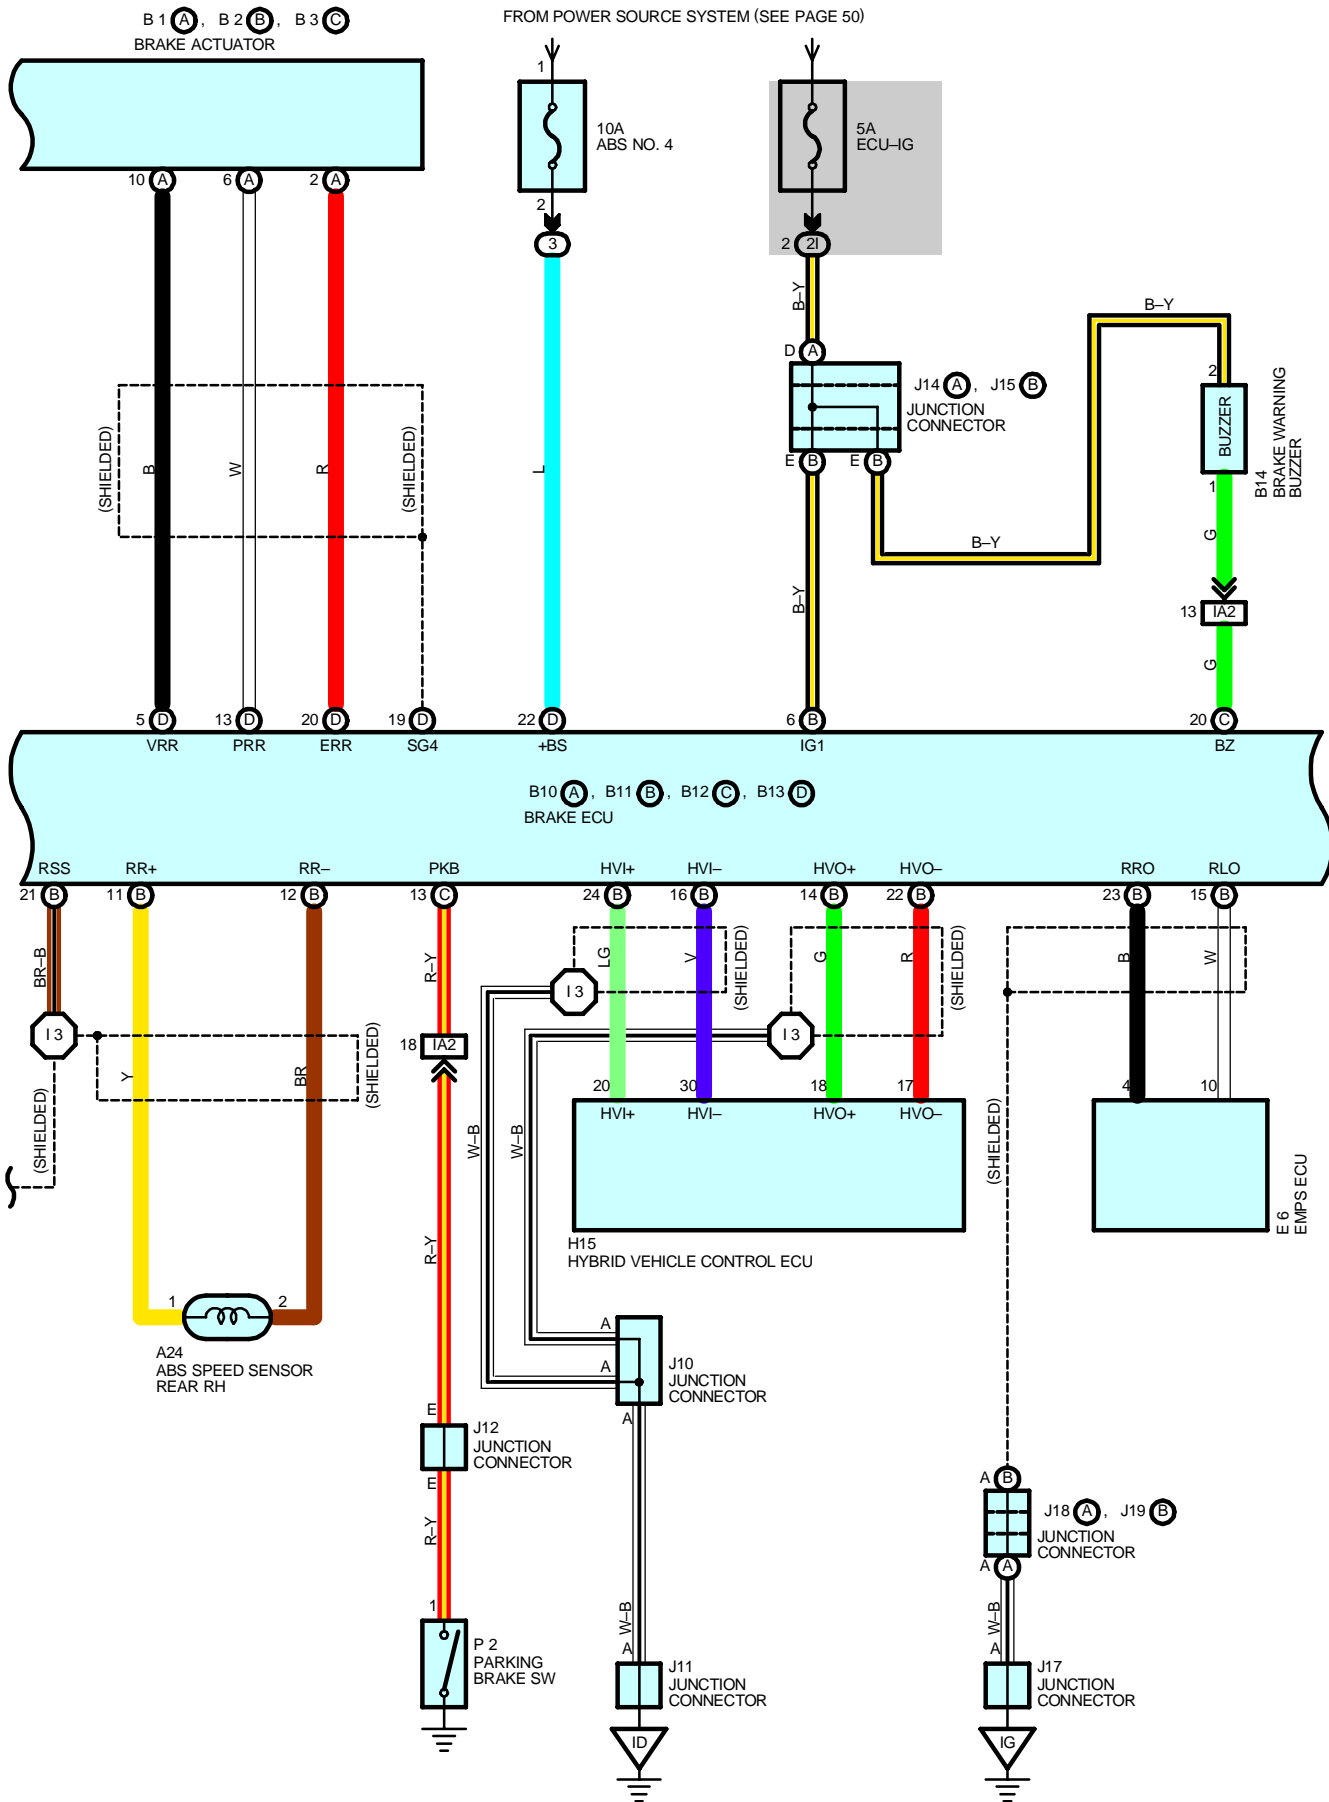 B 1 A , B 2 B , B 3 C
BRAKE ACTUATOR
FROM POWER SOURCE SYSTEM (SEE PAGE 50)
1
10A
ABS NO. 4
2
3
5A
ECU–IG
2 2I
10 A
6 A
2 A
B–Y
D A
J14 A , J15 B
JUNCTION
CONNECTOR
E B
E B
B–Y
B–Y
2
BUZZER
1
B14
BRAKE WARNING
BUZZER
G
13 IA2
G
(SHIELDED)
B
W
R
(SHIELDED)
L
B–Y
5 D
13 D
20 D
19 D
22 D
6 B
20 C
VRR
PRR
ERR
SG4
+BS
IG1
BZ
B10 A , B11 B , B12 C , B13 D
BRAKE ECU
RSS
RR+
RR–
PKB
HVI+
HVI–
HVO+
HVO–
RRO
RLO
21 B
11 B
12 B
13 C
24 B
16 B
14 B
22 B
23 B
15 B
BR–B
I 3
(SHIELDED)
Y
BR
(SHIELDED)
R–Y
18 IA2
LG
V
(SHIELDED)
I 3
G
R
(SHIELDED)
I 3
B
W
(SHIELDED)
W–B
W–B
20
30
18
17
HVI+
HVI–
HVO+
HVO–
H15
HYBRID VEHICLE CONTROL ECU
4
10
E 6
EMPS ECU
R–Y
1
2
A24
ABS SPEED SENSOR
REAR RH
A
A
J10
JUNCTION
CONNECTOR
A
E
J12
JUNCTION
CONNECTOR
E
R–Y
A B
J18 A , J19 B
JUNCTION
CONNECTOR
A A
1
P 2
PARKING
BRAKE SW
W–B
A
J11
JUNCTION
CONNECTOR
ID
W–B
A
J17
JUNCTION
CONNECTOR
IG